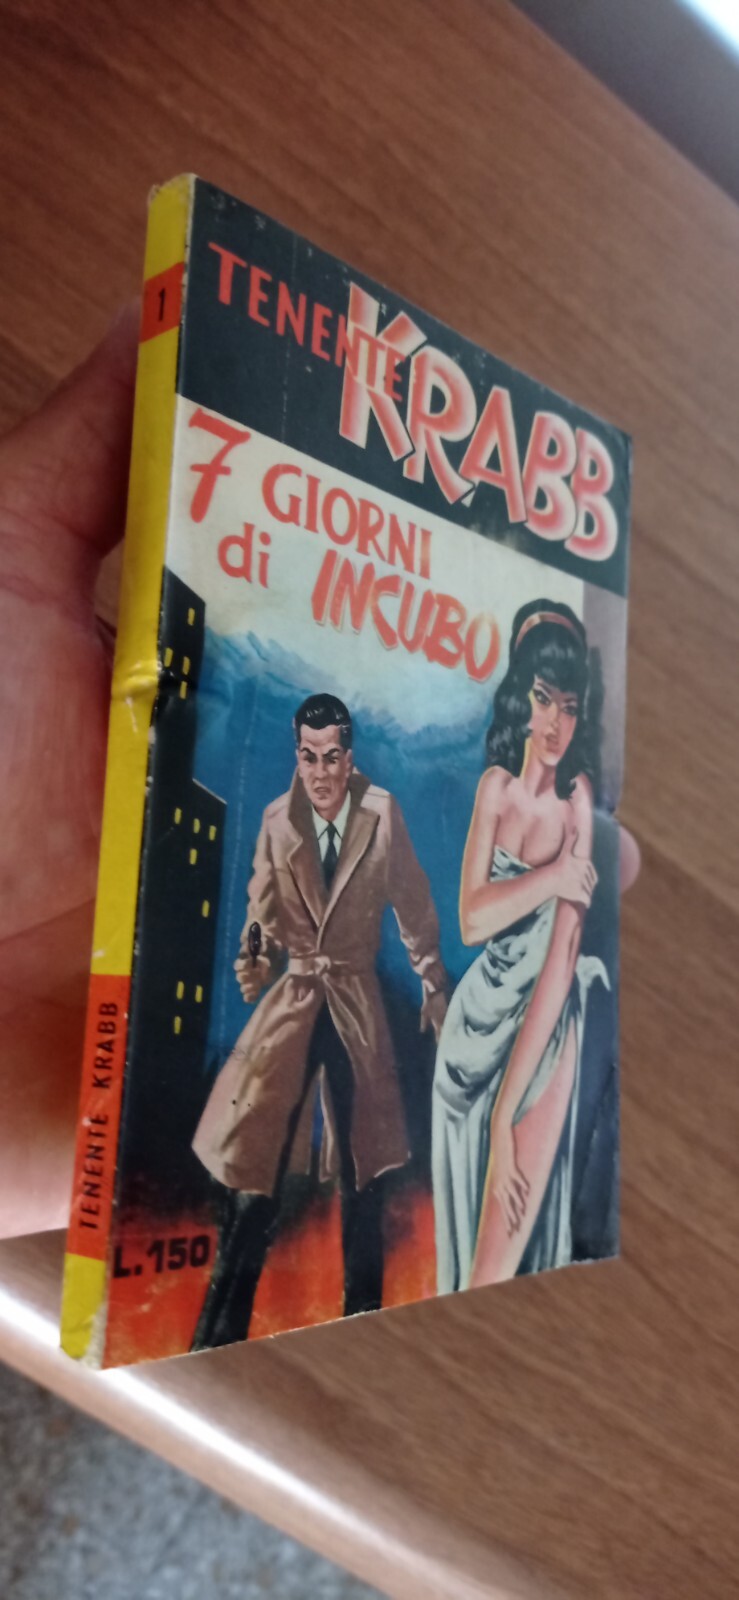 1
TENENTE KRABB
TENENTE
KRABB
7 GIORNI
di INCUBO
L.150